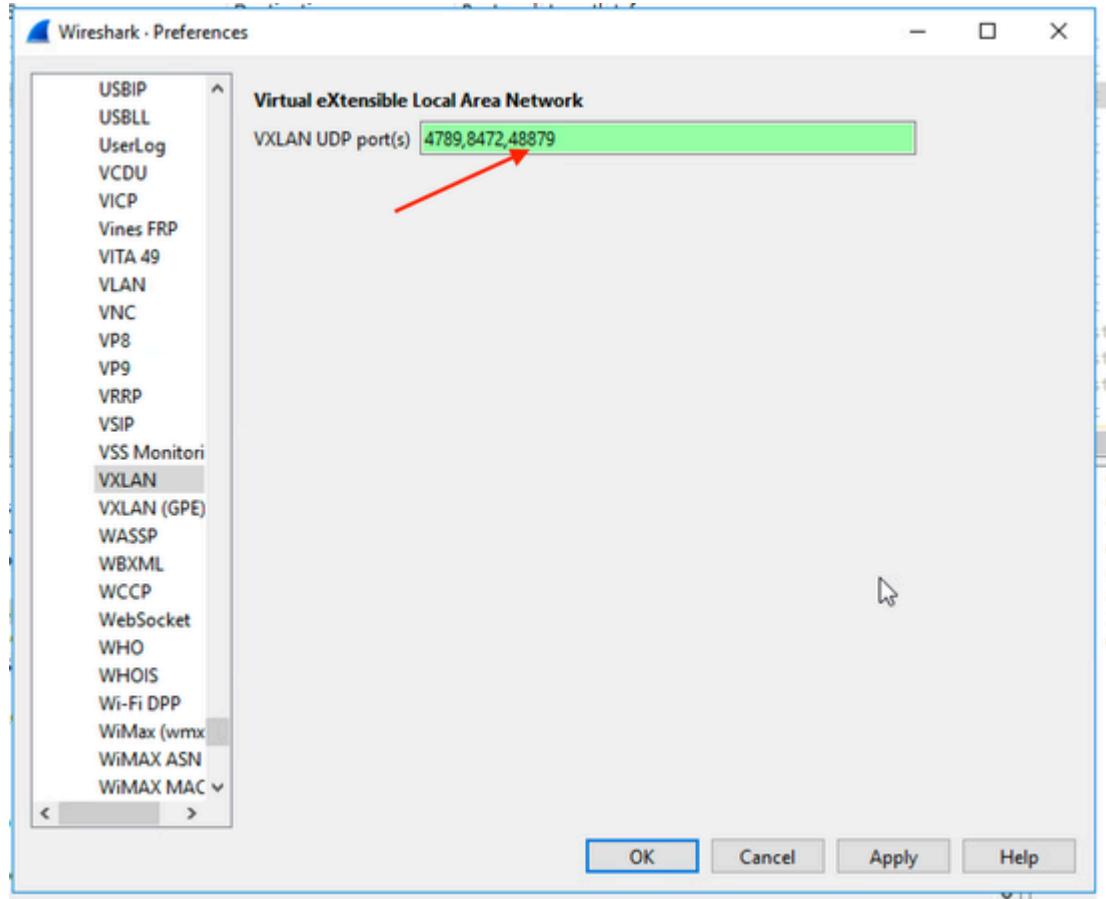 Wireshark · Preferences
USBIP
USBLL
UserLog
VCDU
VICP
Vines FRP
VITA 49
VLAN
VNC
VP8
VP9
VRRP
VSIP
VSS Monitori
VXLAN
VXLAN (GPE)
WASSP
WBXML
WCCP
WebSocket
WHO
WHOIS
Wi-Fi DPP
WiMax (wmx
WiMAX ASN
WiMAX MAC
Virtual eXtensible Local Area Network
VXLAN UDP port(s) 4789,8472,48879
OK Cancel Apply Help